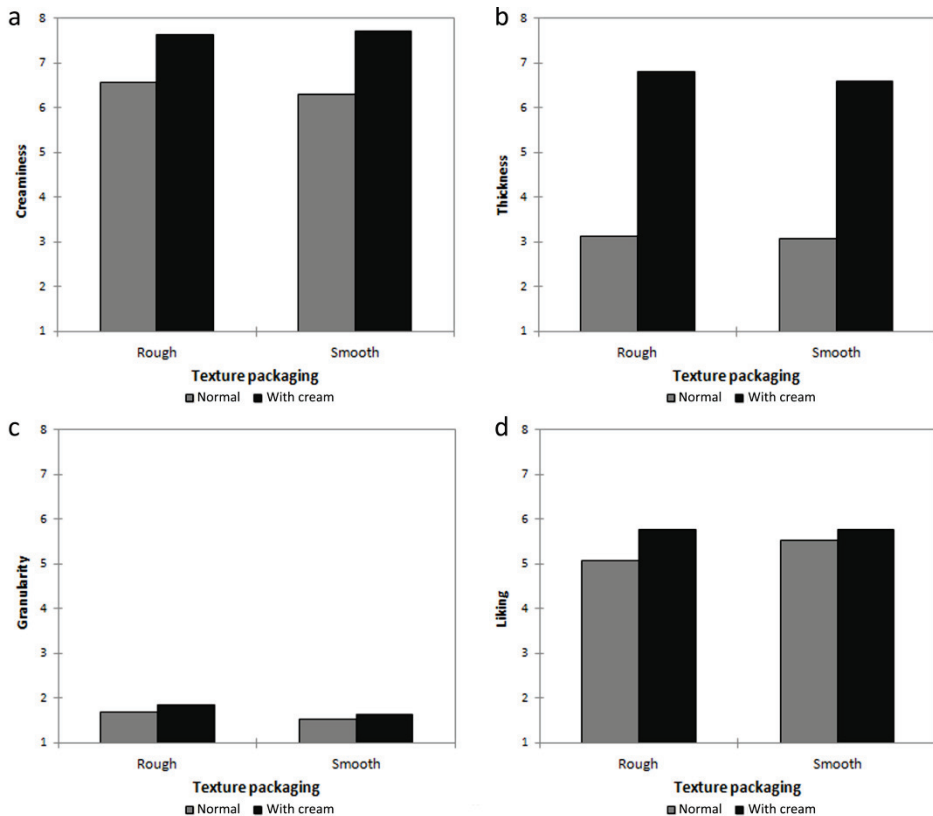 a
8
7
6
5
4
3
2
1
Creaminess
Rough Smooth
Texture packaging
Normal With cream
b
8
7
6
5
4
3
2
1
Thickness
Rough Smooth
Texture packaging
Normal With cream
c
8
7
6
5
4
3
2
1
Granularity
Rough Smooth
Texture packaging
Normal With cream
d
8
7
6
5
4
3
2
1
Liking
Rough Smooth
Texture packaging
Normal With cream